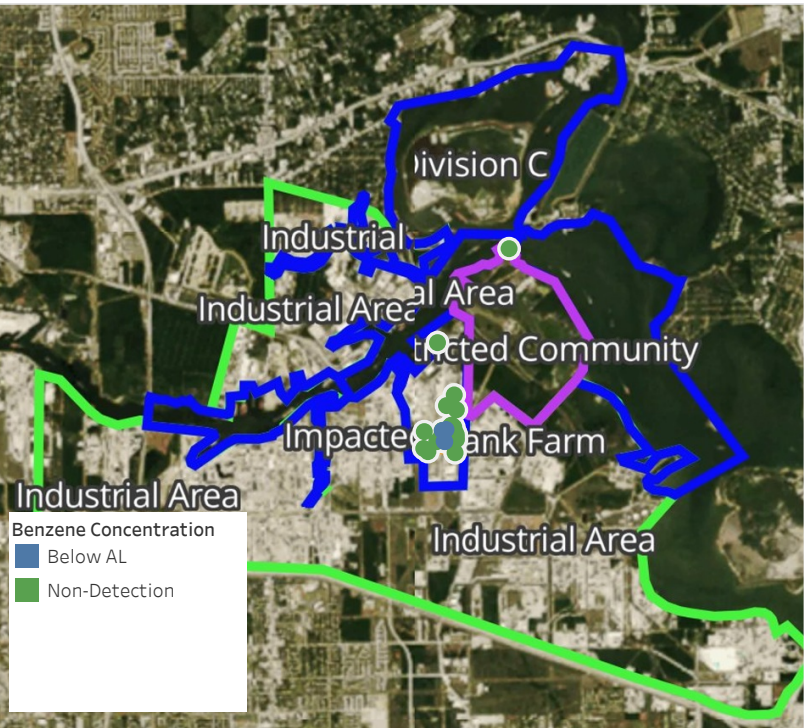 Division C
Industrial
al Area
Industrial Area
tricted Community
Impacte
ank Farm
Industrial Area
Industrial Area
Benzene Concentration
Below AL
Non-Detection